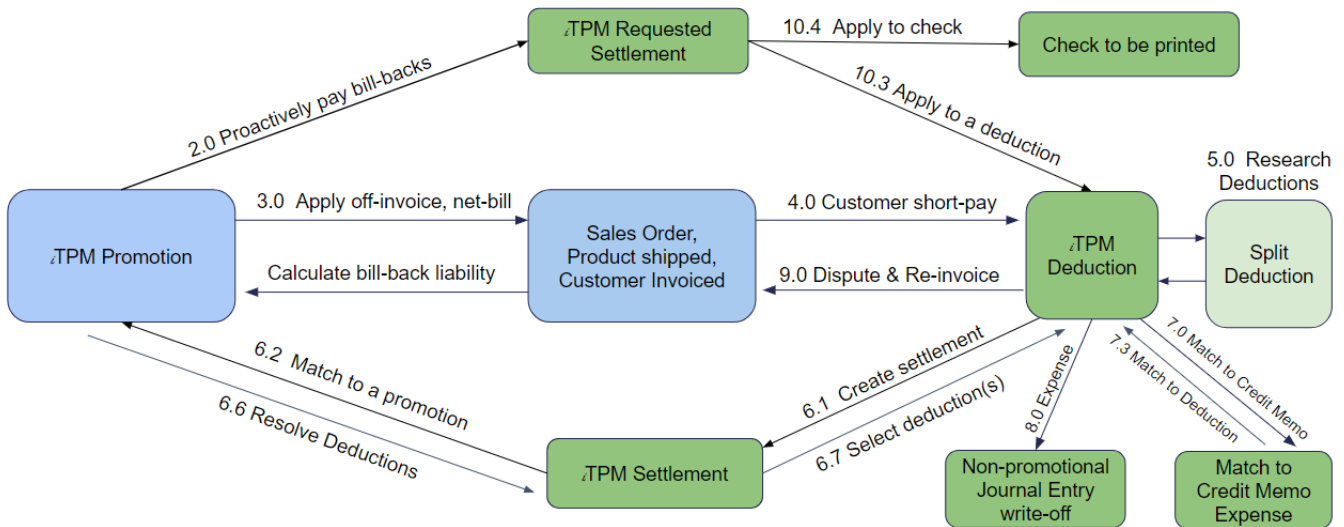 iTPM Requested
Settlement
10.4 Apply to check
Check to be printed
2.0 Proactively pay bill-backs
10.3 Apply to a deduction
5.0 Research
Deductions
iTPM Promotion
3.0 Apply off-invoice, net-bill
Calculate bill-back liability
Sales Order,
Product shipped,
Customer Invoiced
4.0 Customer short-pay
9.0 Dispute & Re-invoice
iTPM
Deduction
Split
Deduction
6.2 Match to a promotion
6.6 Resolve Deductions
6.1 Create settlement
6.7 Select deduction(s)
8.0 Expense
7.0 Match to Credit Memo
7.3 Match to Deduction
iTPM Settlement
Non-promotional
Journal Entry
write-off
Match to
Credit Memo
Expense